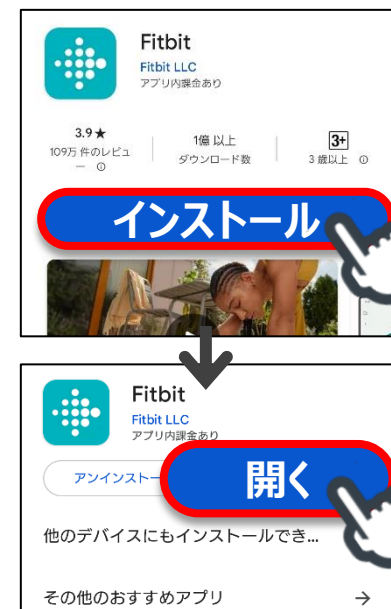 Fitbit
Fitbit LLC
アプリ内課金あり
3.9★
109万 件のレビュ
ー
1億 以上
ダウンロード数
3+
3 歳以上
インストール
Fitbit
Fitbit LLC
アプリ内課金あり
アンインストー
開く
他のデバイスにもインストールでき...
その他のおすすめアプリ